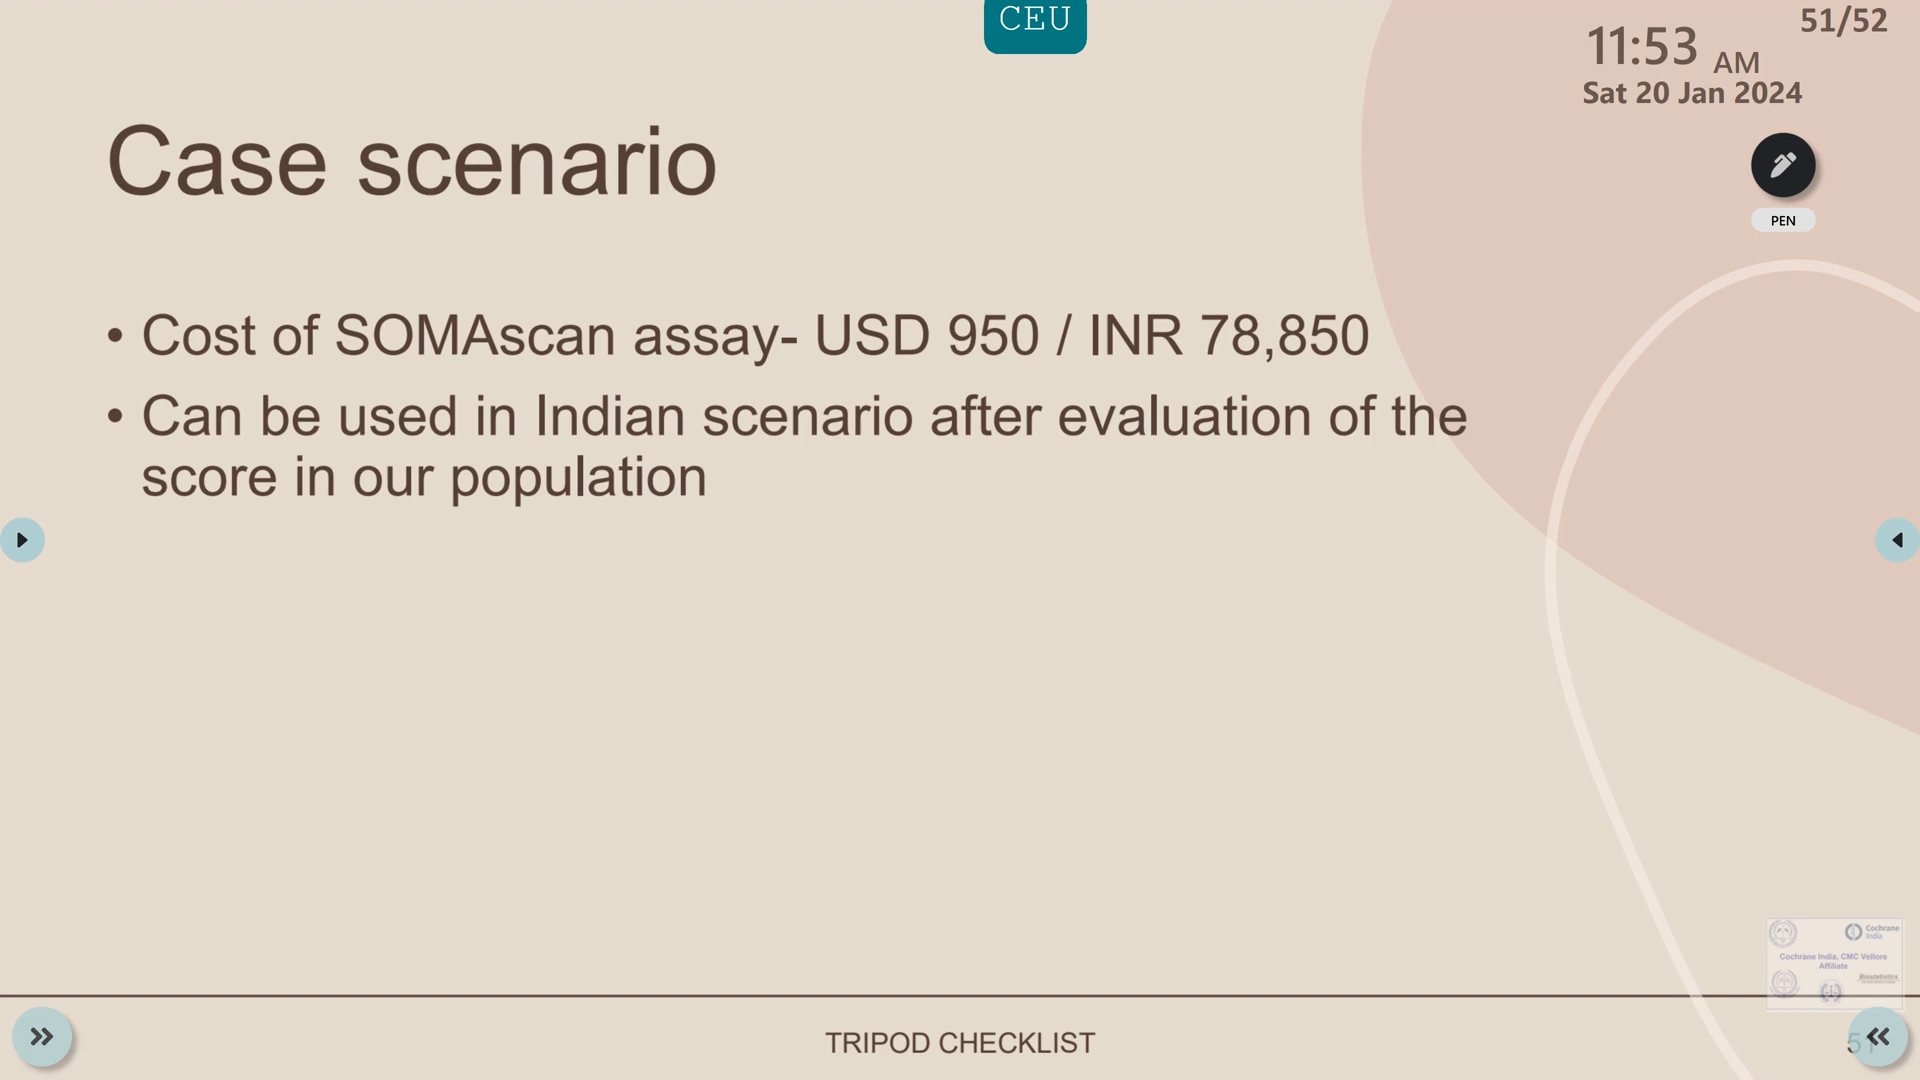 CEU
51/52
11:53 AM
Sat 20 Jan 2024
PEN
Case scenario
• Cost of SOMAscan assay- USD 950 / INR 78,850
• Can be used in Indian scenario after evaluation of the
score in our population
Cochrane
India
Cochrane India, CMC Vellore
Affiliate
Biostatistics
TRIPOD CHECKLIST